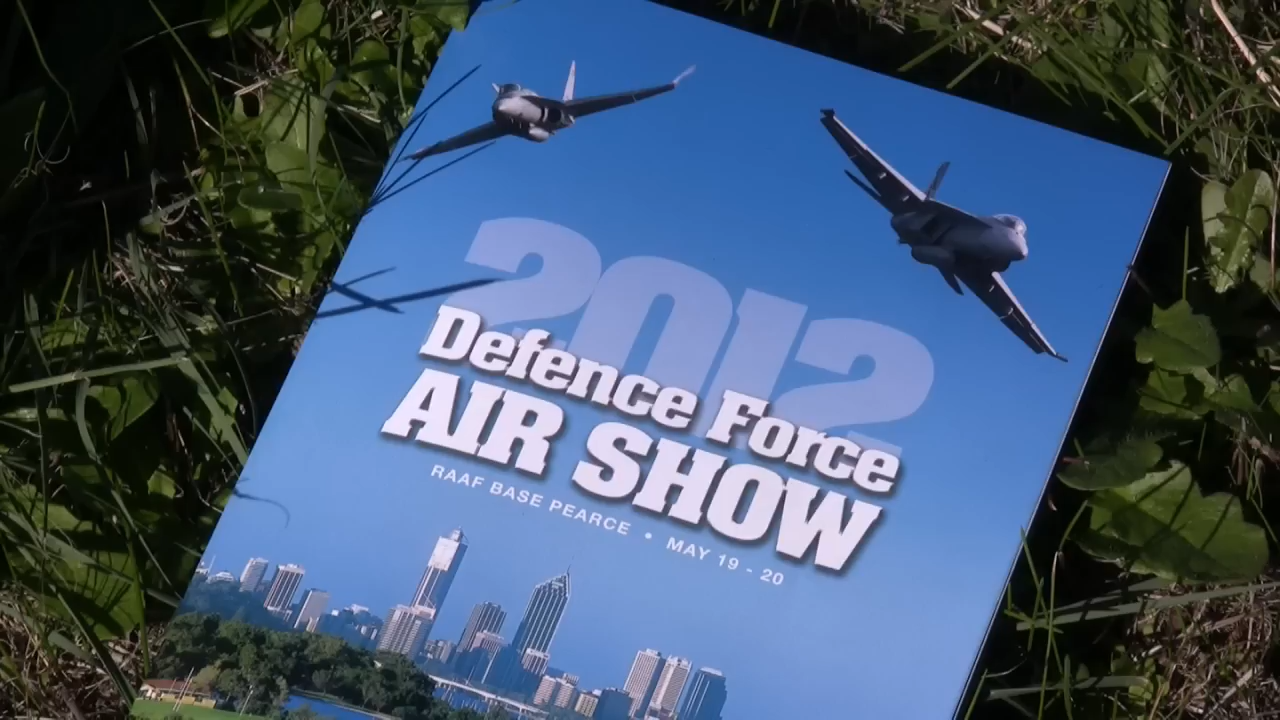 2012
Defence Force
AIR SHOW
RAAF BASE PEARCE • MAY 19 - 20